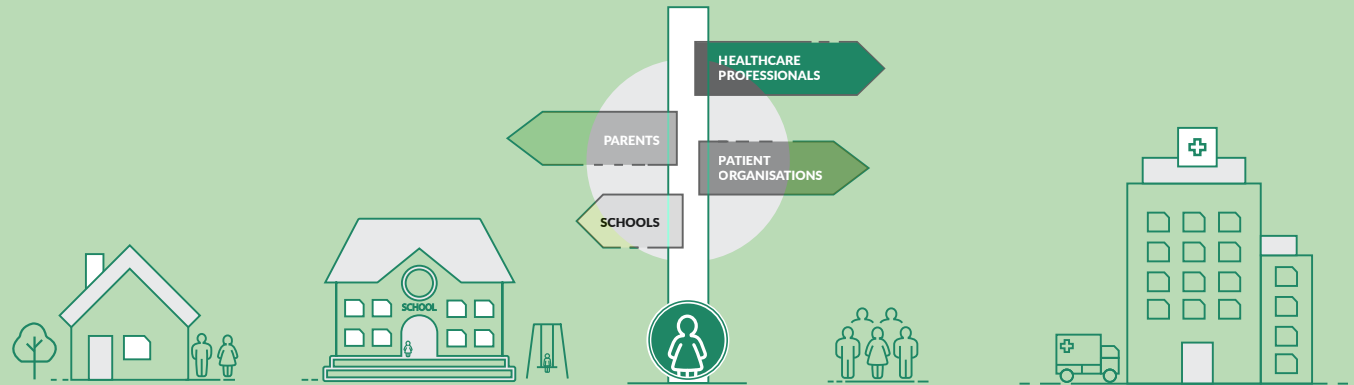 HEALTHCARE
PROFESSIONALS
PARENTS
PATIENT
ORGANISATIONS
SCHOOLS
SCHOOL